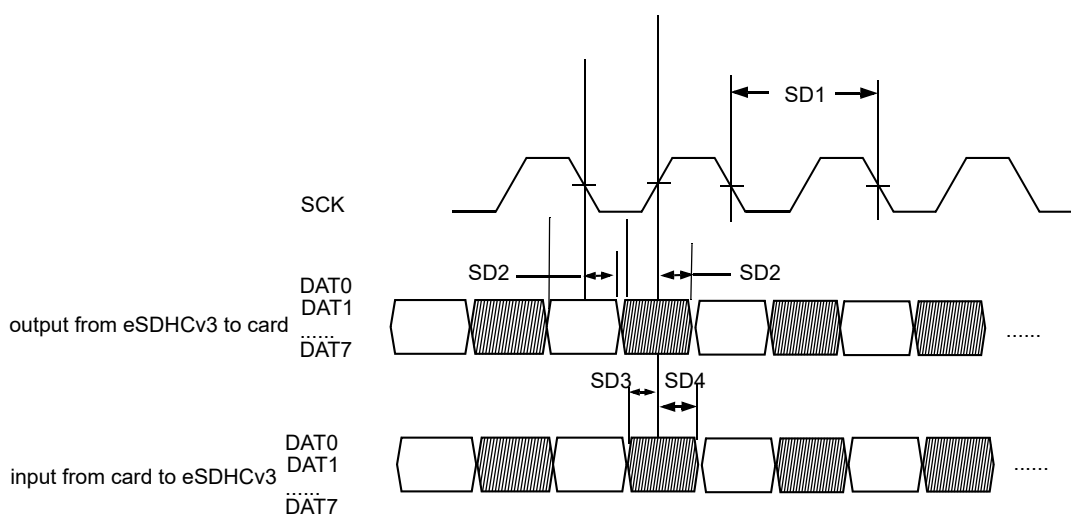 SD1
SCK
SD2
SD2
DAT0
DAT1
output from eSDHCv3 to card
......
......
DAT7
SD3
SD4
DAT0
DAT1
input from card to eSDHCv3
......
......
DAT7